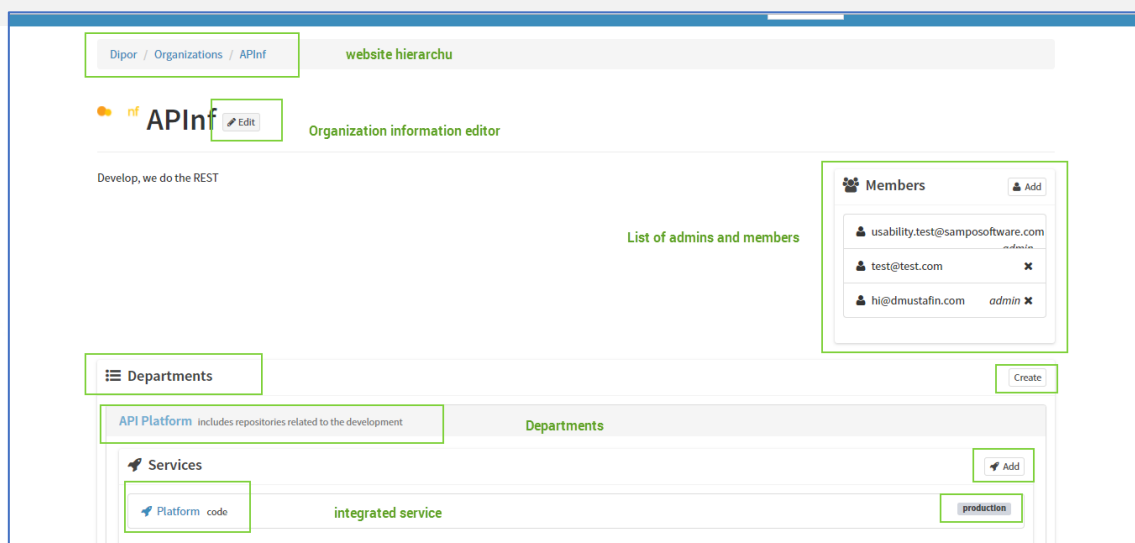 Dipor / Organizations / APInf
website hierarchu
nf APInf Edit
Organization information editor
Develop, we do the REST
Members Add
List of admins and members
usability.test@samposoftware.com
admin
test@test.com
hi@dmustafin.com admin
Departments Create
API Platform includes repositories related to the development
Departments
Services Add
Platform code
integrated service
production